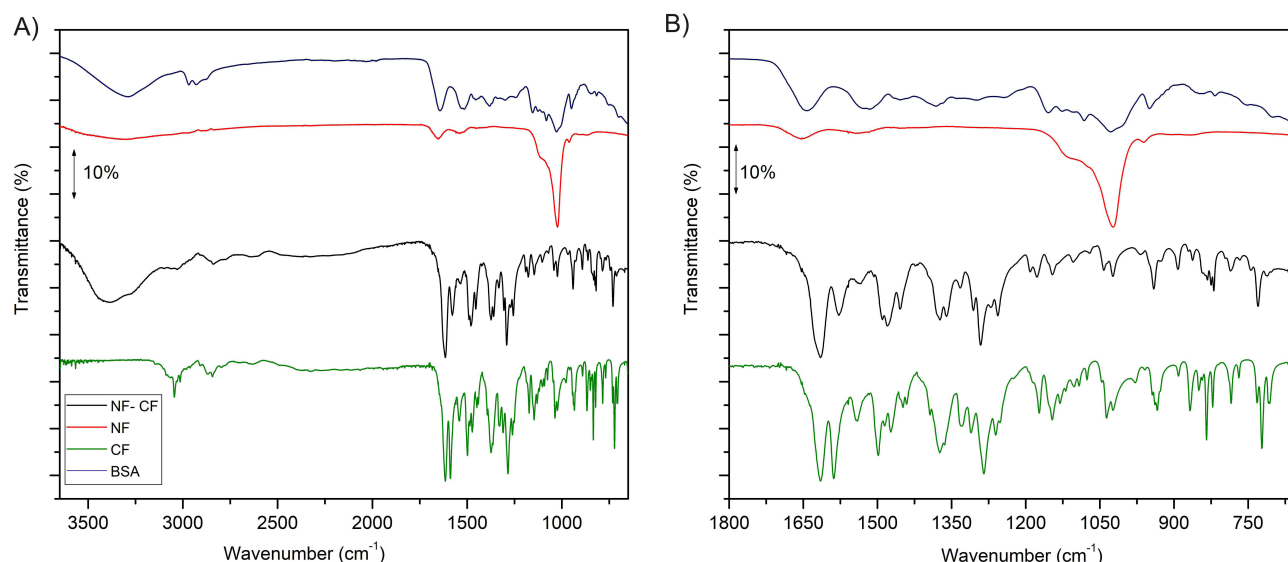 A)
Transmittance (%)
10%
NF- CF
NF
CF
BSA
3500 3000 2500 2000 1500 1000
Wavenumber (cm⁻¹)
B)
Transmittance (%)
10%
1800 1650 1500 1350 1200 1050 900 750
Wavenumber (cm⁻¹)